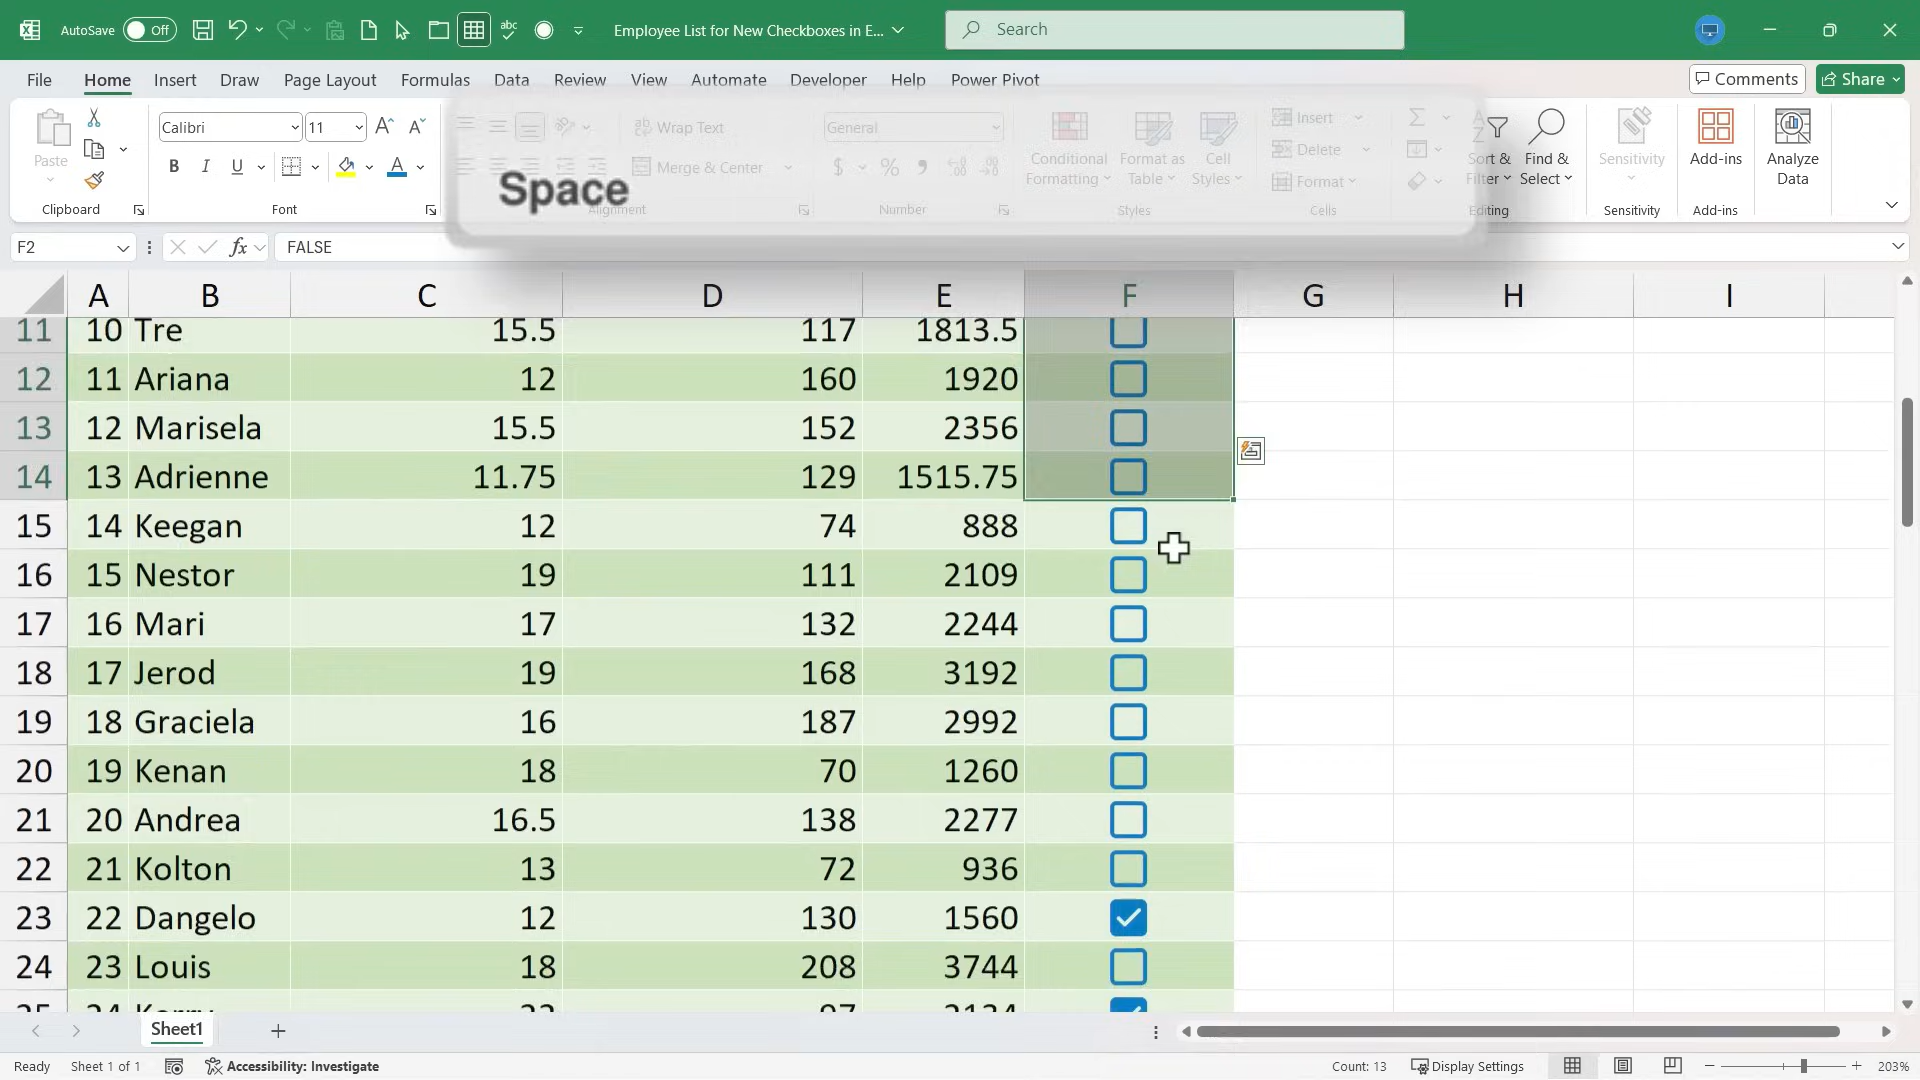 AutoSave Off abc Employee List for New Checkboxes in E... Search
File Home Insert Draw Page Layout Formulas Data Review View Automate Developer Help Power Pivot Comments Share
Paste
Clipboard
Calibri 11 A A
B I U A
Font
Wrap Text
Merge & Center
Alignment
Space
General
$ % 9
Number
Conditional Formatting
Format as Table
Cell Styles
Styles
Insert
Delete
Format
Cells
Sort & Filter
Find & Select
Editing
Sensitivity
Sensitivity
Add-ins
Add-ins
Analyze Data
F2 fx FALSE
A B C D E F G H I
11 10 Tre 15.5 117 1813.5
12 11 Ariana 12 160 1920
13 12 Marisela 15.5 152 2356
14 13 Adrienne 11.75 129 1515.75
15 14 Keegan 12 74 888
16 15 Nestor 19 111 2109
17 16 Mari 17 132 2244
18 17 Jerod 19 168 3192
19 18 Graciela 16 187 2992
20 19 Kenan 18 70 1260
21 20 Andrea 16.5 138 2277
22 21 Kolton 13 72 936
23 22 Dangelo 12 130 1560
24 23 Louis 18 208 3744
Sheet1
Ready Sheet 1 of 1 Accessibility: Investigate Count: 13 Display Settings 203%